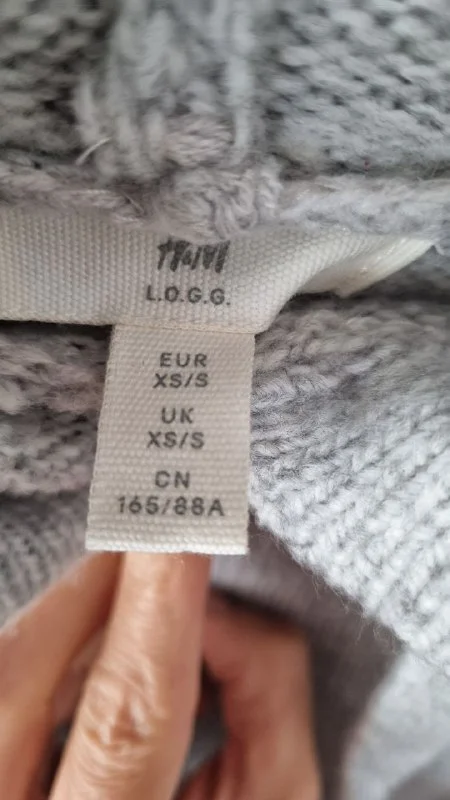 H&M
L.O.G.G.
EUR
XS/S
UK
XS/S
CN
165/88A